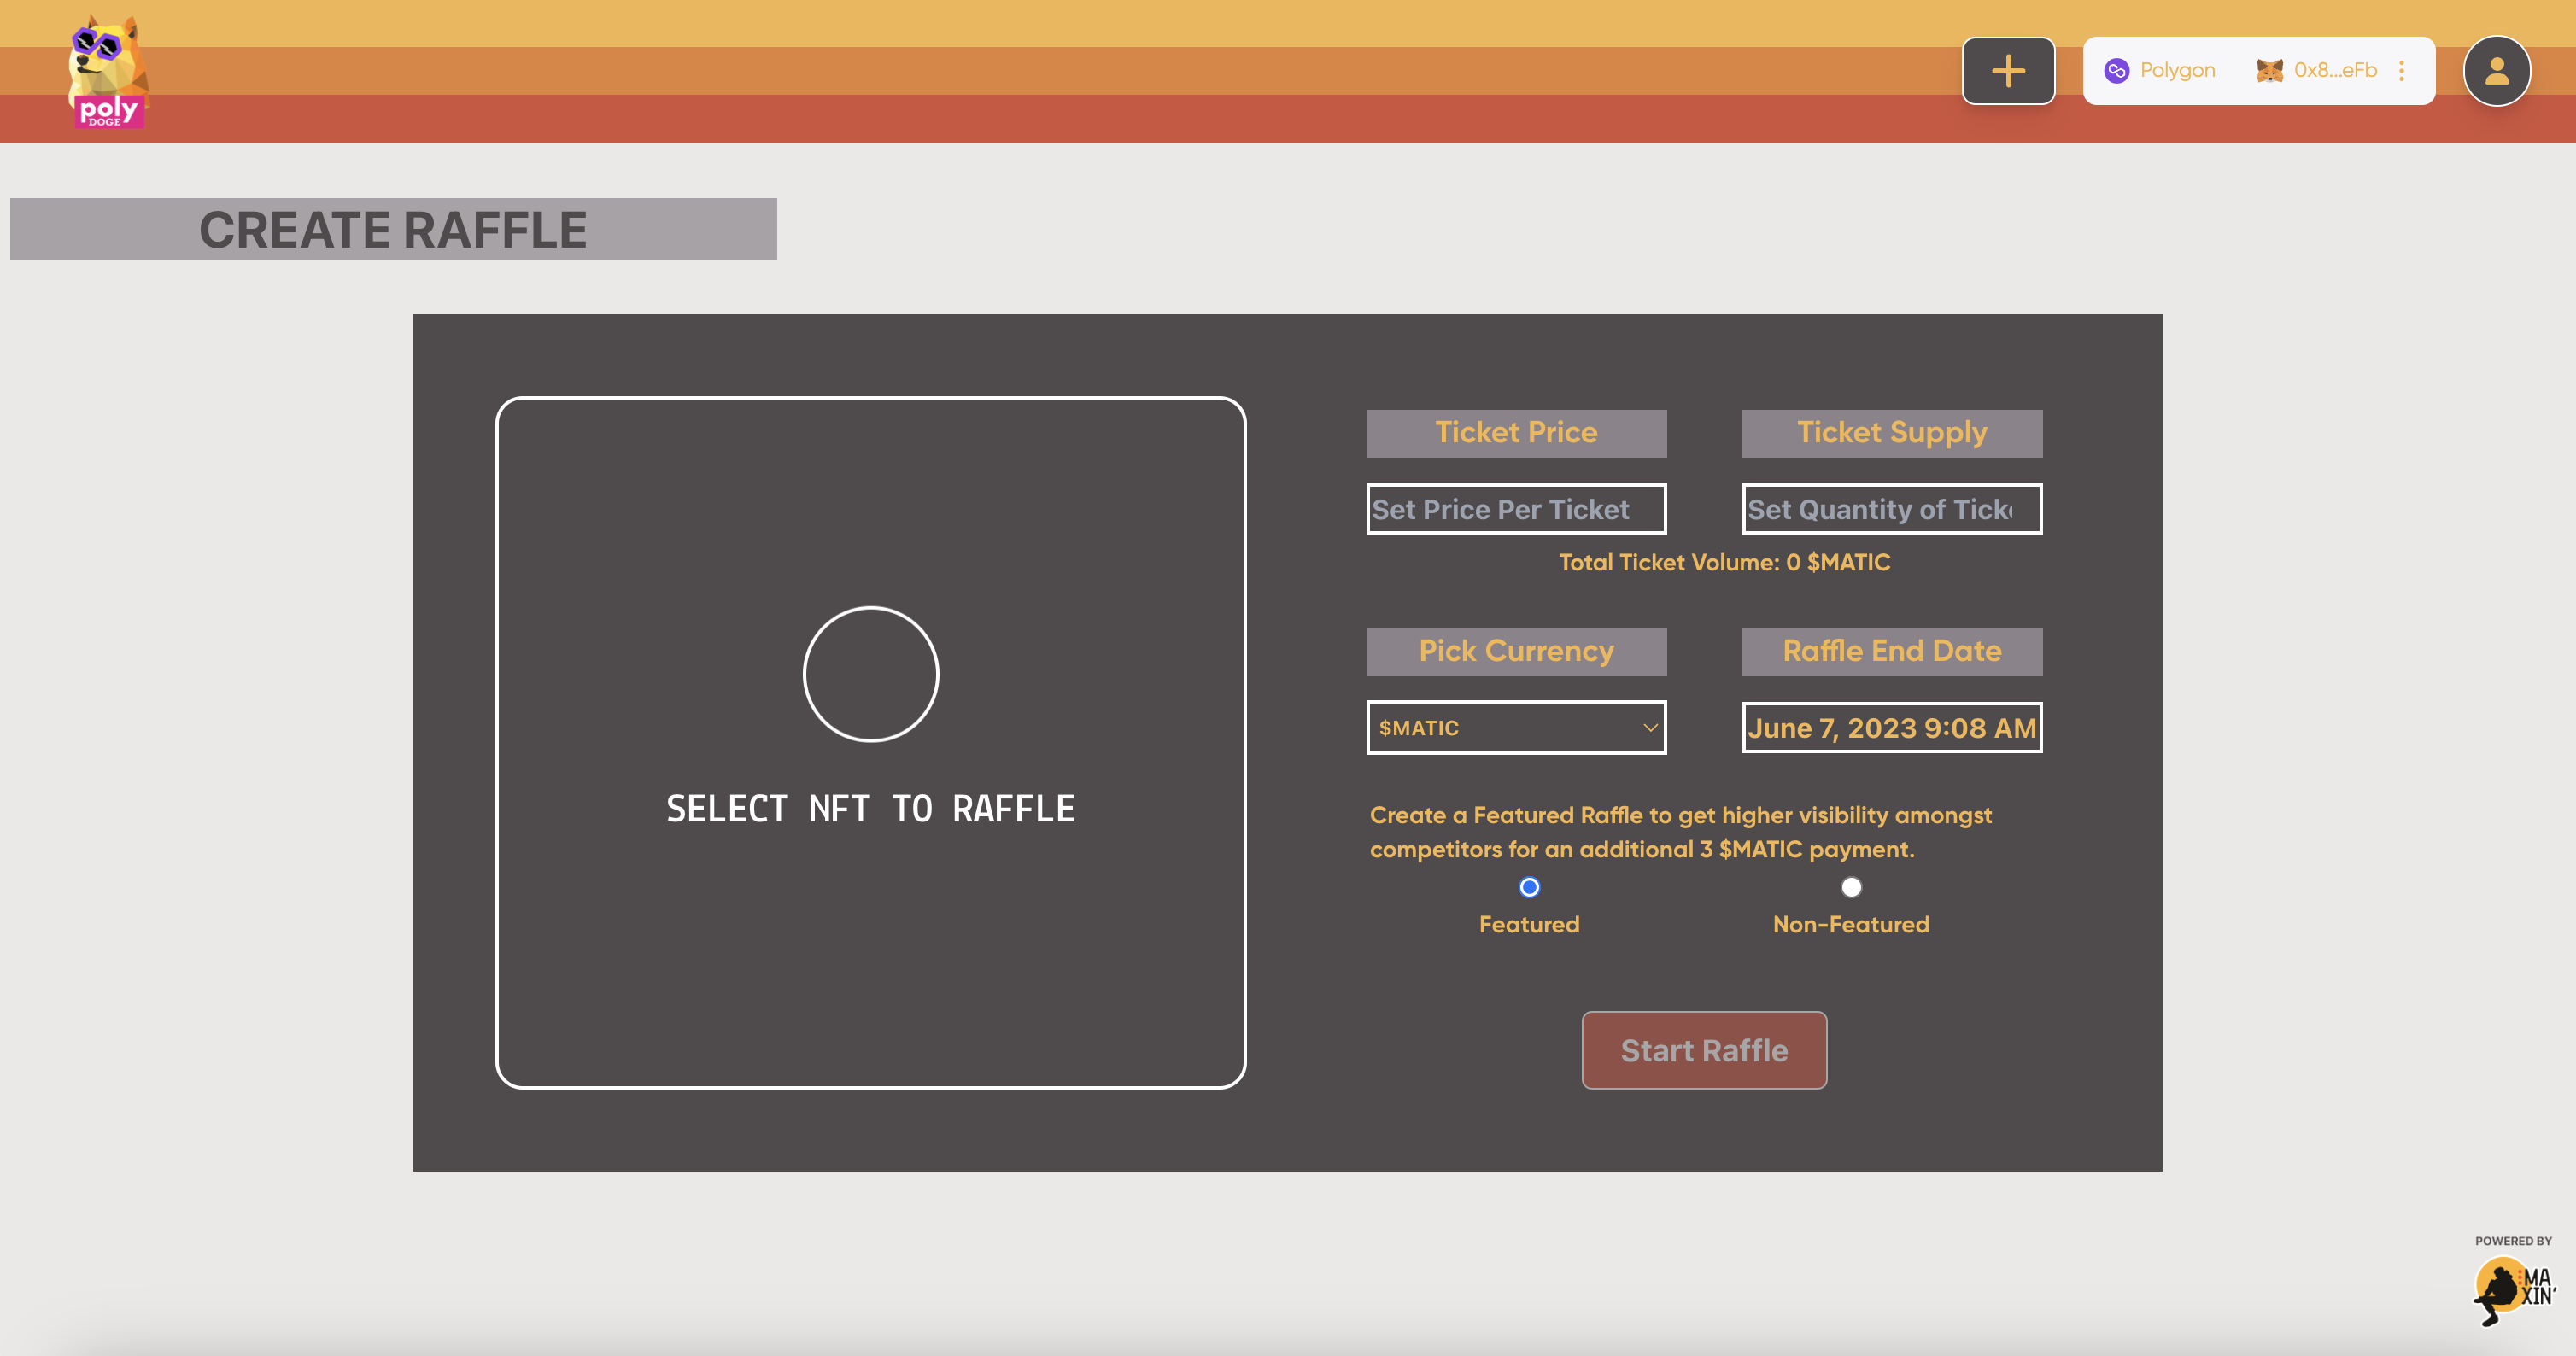 poly
DOGE
Polygon
0x8...eFb
CREATE RAFFLE
Ticket Price
Ticket Supply
Set Price Per Ticket
Set Quantity of Ticke
Total Ticket Volume: 0 $MATIC
Pick Currency
Raffle End Date
$MATIC
June 7, 2023 9:08 AM
SELECT NFT TO RAFFLE
Create a Featured Raffle to get higher visibility amongst
competitors for an additional 3 $MATIC payment.
Featured
Non-Featured
Start Raffle
POWERED BY
MA
XIN'